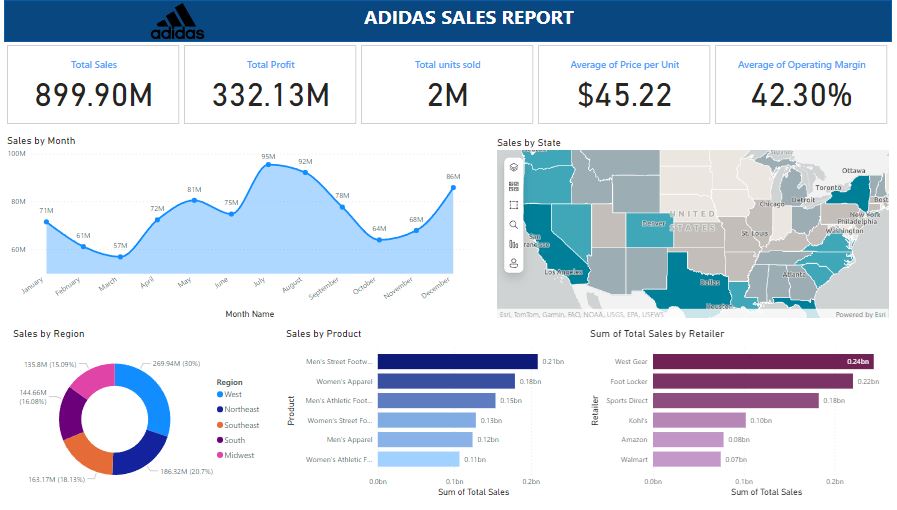 adidas
ADIDAS SALES REPORT
Total Sales
899.90M
Total Profit
332.13M
Total units sold
2M
Average of Price per Unit
$45.22
Average of Operating Margin
42.30%
Sales by Month
100M
80M
60M
71M
61M
57M
72M
81M
75M
95M
92M
78M
64M
68M
86M
January
February
March
April
May
June
July
August
September
October
November
December
Month Name
Sales by State
Ottawa
Toronto
Detroit
Chicago
Bost
New York
Philadelphia
Washington
UNITED
STATES
Denver
St. Louis
San
Los Angeles
Atlanta
Dallas
Houston
Esri, TomTom, Garmin, FAO, NOAA, USGS, EPA, USFWS
Powered by Esri
Sales by Region
269.94M (30%)
186.32M (20.7%)
163.17M (18.13%)
144.66M
(16.08%)
135.8M (15.09%)
Region
West
Northeast
Southeast
South
Midwest
Sales by Product
Product
Men's Street Footw... 0.21bn
Women's Apparel 0.18bn
Men's Athletic Foot... 0.15bn
Women's Street Fo... 0.13bn
Men's Apparel 0.12bn
Women's Athletic F... 0.11bn
0.0bn 0.1bn 0.2bn
Sum of Total Sales
Sum of Total Sales by Retailer
Retailer
West Gear 0.24bn
Foot Locker 0.22bn
Sports Direct 0.18bn
Kohl's 0.10bn
Amazon 0.08bn
Walmart 0.07bn
0.0bn 0.1bn 0.2bn
Sum of Total Sales